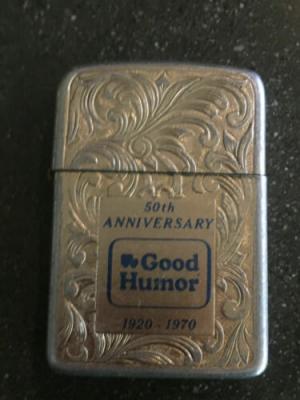 50th
ANNIVERSARY
Good
Humor
1920 - 1970